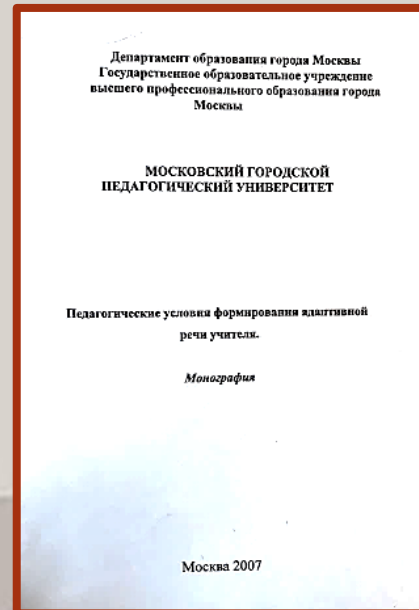 Департамент образования города Москвы
Государственное образовательное учреждение
высшего профессионального образования города
Москвы
МОСКОВСКИЙ ГОРОДСКОЙ
ПЕДАГОГИЧЕСКИЙ УНИВЕРСИТЕТ
Педагогические условия формирования адаптивной
речи учителя.
Монография
Москва 2007